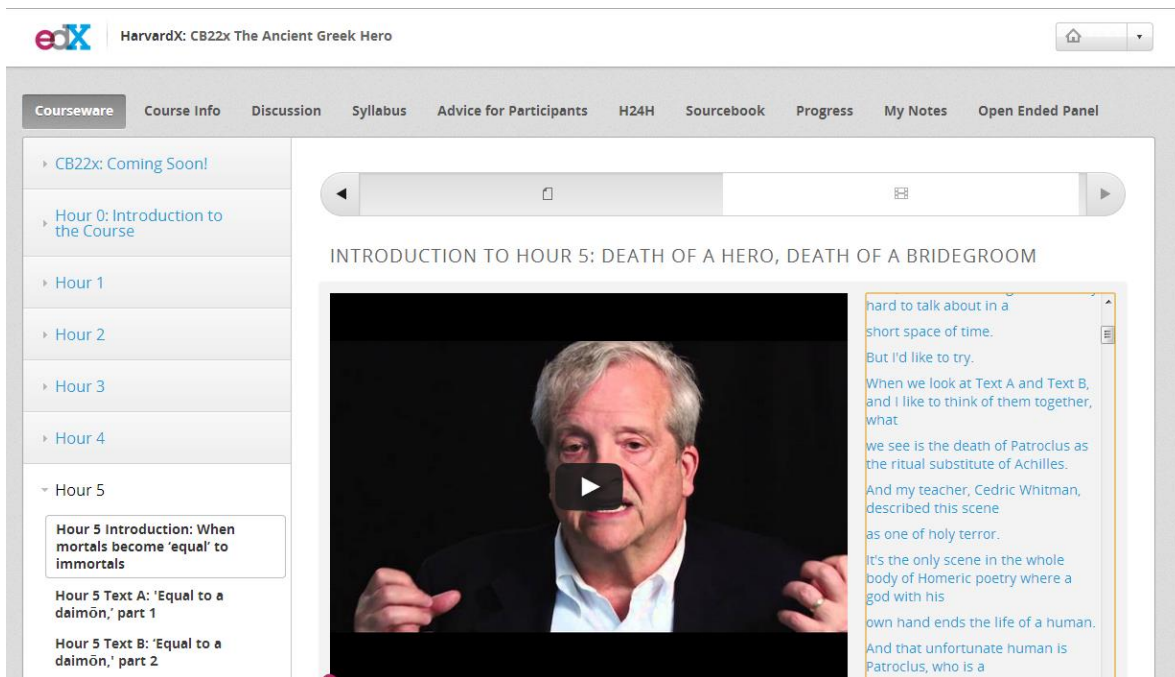 edX
HarvardX: CB22x The Ancient Greek Hero
Courseware
Course Info
Discussion
Syllabus
Advice for Participants
H24H
Sourcebook
Progress
My Notes
Open Ended Panel
CB22x: Coming Soon!
Hour 0: Introduction to
the Course
Hour 1
Hour 2
Hour 3
Hour 4
Hour 5
Hour 5 Introduction: When
mortals become ‘equal’ to
immortals
Hour 5 Text A: 'Equal to a
daimōn,’ part 1
Hour 5 Text B: ‘Equal to a
daimōn,' part 2
INTRODUCTION TO HOUR 5: DEATH OF A HERO, DEATH OF A BRIDEGROOM
hard to talk about in a
short space of time.
But I'd like to try.
When we look at Text A and Text B,
and I like to think of them together,
what
we see is the death of Patroclus as
the ritual substitute of Achilles.
And my teacher, Cedric Whitman,
described this scene
as one of holy terror.
It's the only scene in the whole
body of Homeric poetry where a
god with his
own hand ends the life of a human.
And that unfortunate human is
Patroclus, who is a